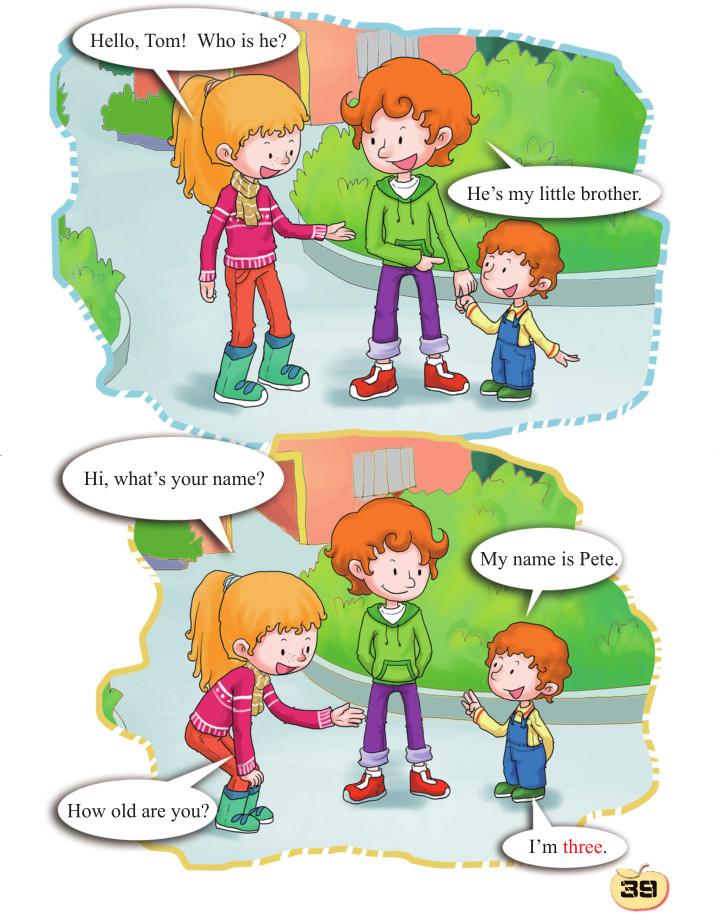 Hello, Tom!  Who is he?
He's my little brother.
Hi, what's your name?
My name is Pete.
How old are you?
I'm three.
39